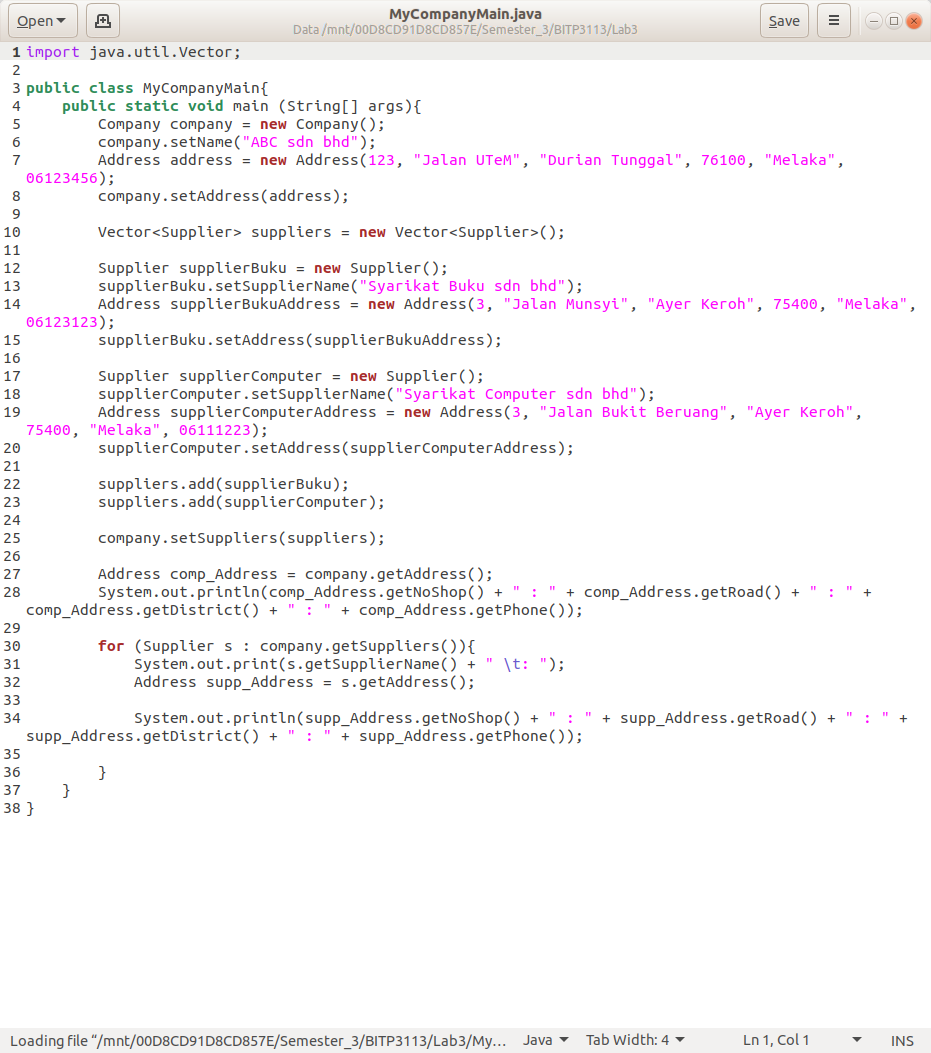 Open
MyCompanyMain.java
Data /mnt/00D8CD91D8CD857E/Semester_3/BITP3113/Lab3
Save
1 import java.util.Vector;
2
3 public class MyCompanyMain{
4     public static void main (String[] args){
5         Company company = new Company();
6         company.setName("ABC sdn bhd");
7         Address address = new Address(123, "Jalan UTeM", "Durian Tunggal", 76100, "Melaka",
06123456);
8         company.setAddress(address);
9
10         Vector<Supplier> suppliers = new Vector<Supplier>();
11
12         Supplier supplierBuku = new Supplier();
13         supplierBuku.setSupplierName("Syarikat Buku sdn bhd");
14         Address supplierBukuAddress = new Address(3, "Jalan Munsyi", "Ayer Keroh", 75400, "Melaka",
06123123);
15         supplierBuku.setAddress(supplierBukuAddress);
16
17         Supplier supplierComputer = new Supplier();
18         supplierComputer.setSupplierName("Syarikat Computer sdn bhd");
19         Address supplierComputerAddress = new Address(3, "Jalan Bukit Beruang", "Ayer Keroh",
75400, "Melaka", 06111223);
20         supplierComputer.setAddress(supplierComputerAddress);
21
22         suppliers.add(supplierBuku);
23         suppliers.add(supplierComputer);
24
25         company.setSuppliers(suppliers);
26
27         Address comp_Address = company.getAddress();
28         System.out.println(comp_Address.getNoShop() + " : " + comp_Address.getRoad() + " : " +
comp_Address.getDistrict() + " : " + comp_Address.getPhone());
29
30         for (Supplier s : company.getSuppliers()){
31             System.out.print(s.getSupplierName() + " \t: ");
32             Address supp_Address = s.getAddress();
33
34             System.out.println(supp_Address.getNoShop() + " : " + supp_Address.getRoad() + " : " +
supp_Address.getDistrict() + " : " + supp_Address.getPhone());
35
36         }
37     }
38 }
Loading file “/mnt/00D8CD91D8CD857E/Semester_3/BITP3113/Lab3/My… Java Tab Width: 4 Ln 1, Col 1 INS